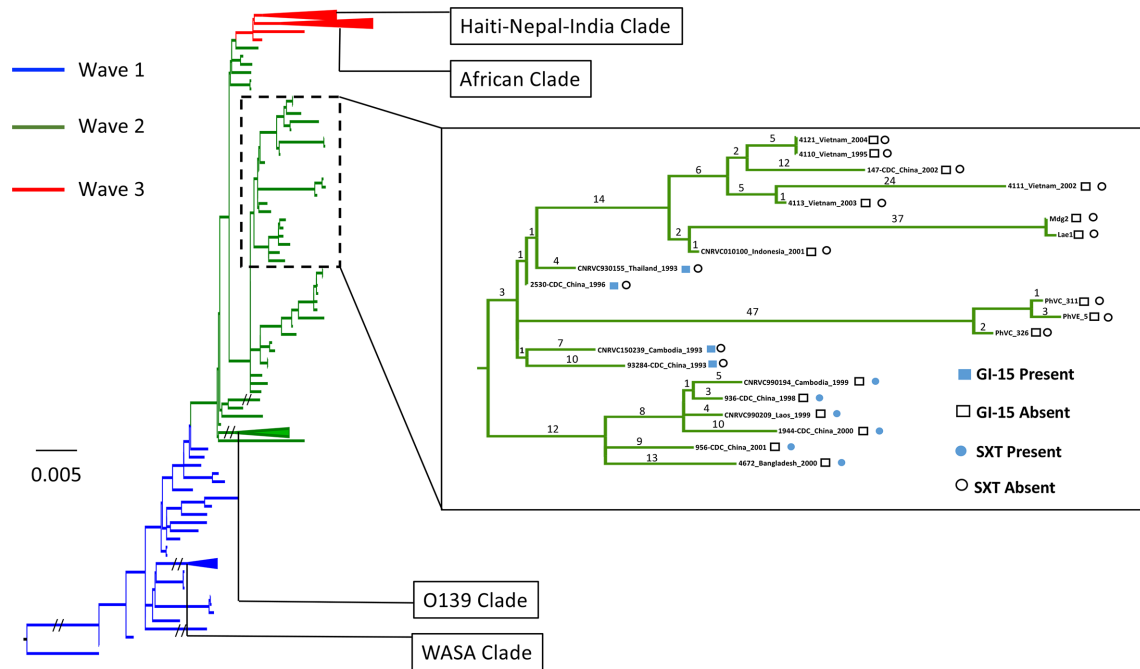 Haiti-Nepal-India Clade
African Clade
Wave 1
Wave 2
Wave 3
0.005
O139 Clade
WASA Clade
5
4121_Vietnam_2004
2
4110_Vietnam_1995
6
12
147-CDC_China_2002
24
4111_Vietnam_2002
5
1
4113_Vietnam_2003
14
37
Mdg2
Lae1
2
1
CNRVC010100_Indonesia_2001
1
4
CNRVC930155_Thailand_1993
1
2530-CDC_China_1996
3
47
1
PhVC_311
3
PhVE_5
2
PhVC_326
7
CNRVC150239_Cambodia_1993
1
10
93284-CDC_China_1993
5
CNRVC990194_Cambodia_1999
1
3
936-CDC_China_1998
8
4
CNRVC990209_Laos_1999
10
1944-CDC_China_2000
12
9
956-CDC_China_2001
13
4672_Bangladesh_2000
GI-15 Present
GI-15 Absent
SXT Present
SXT Absent